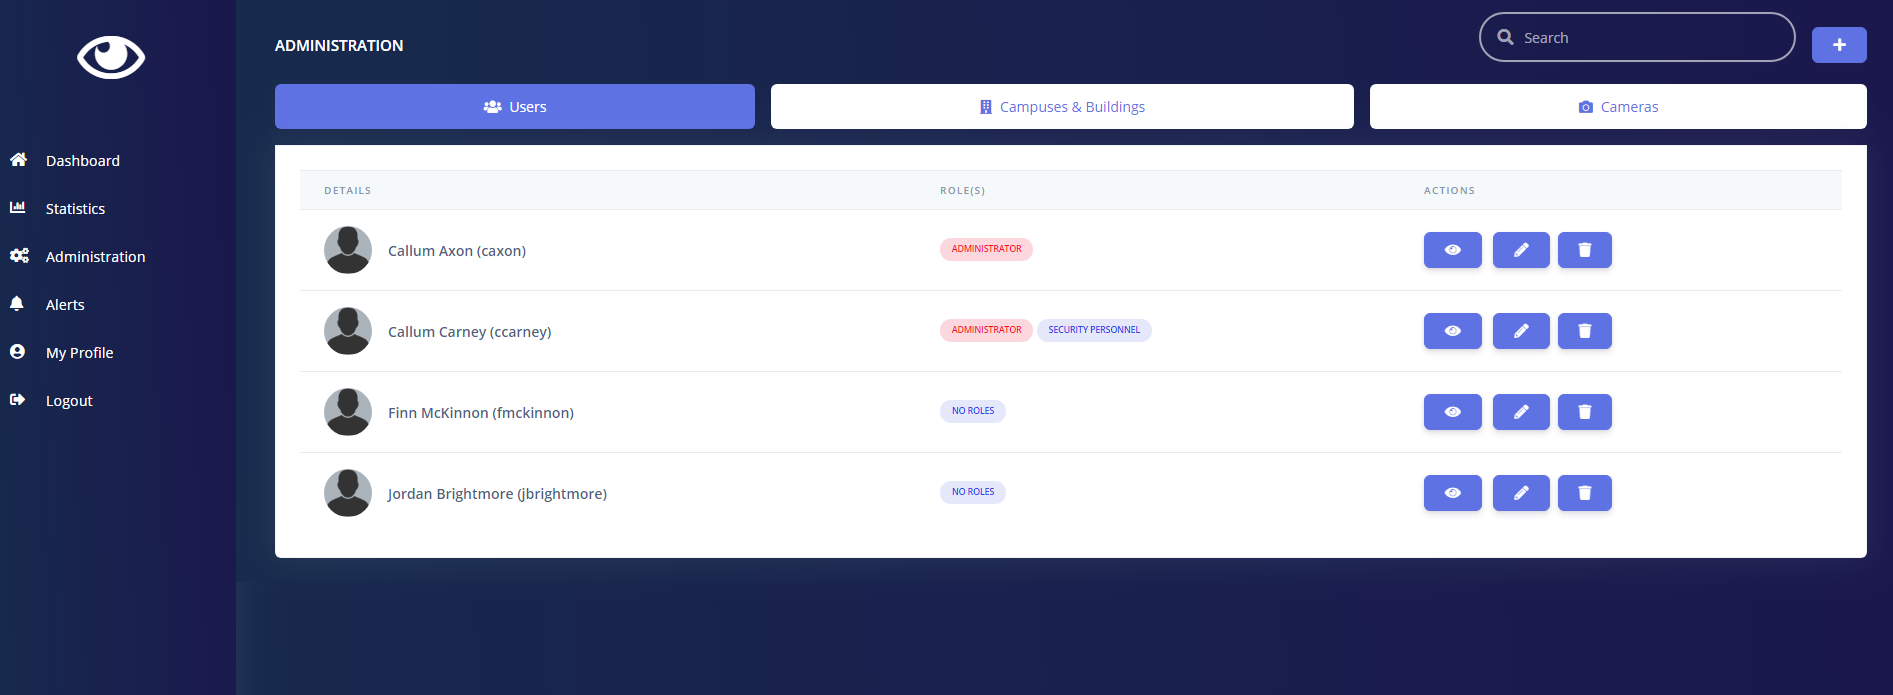 ADMINISTRATION
Search
Users
Campuses & Buildings
Cameras
Dashboard
Statistics
Administration
Alerts
My Profile
Logout
DETAILS ROLE(S) ACTIONS
Callum Axon (caxon) ADMINISTRATOR
Callum Carney (ccarney) ADMINISTRATOR SECURITY PERSONNEL
Finn McKinnon (fmckinnon) NO ROLES
Jordan Brightmore (jbrightmore) NO ROLES